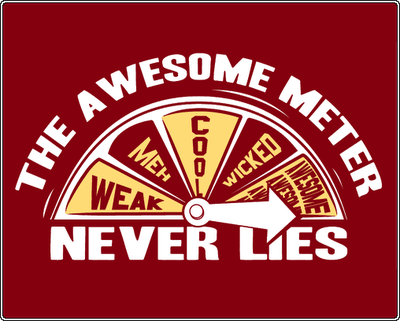 THE AWESOME METER
WEAK
MEH
COOL
WICKED
AWESOME
NEVER LIES